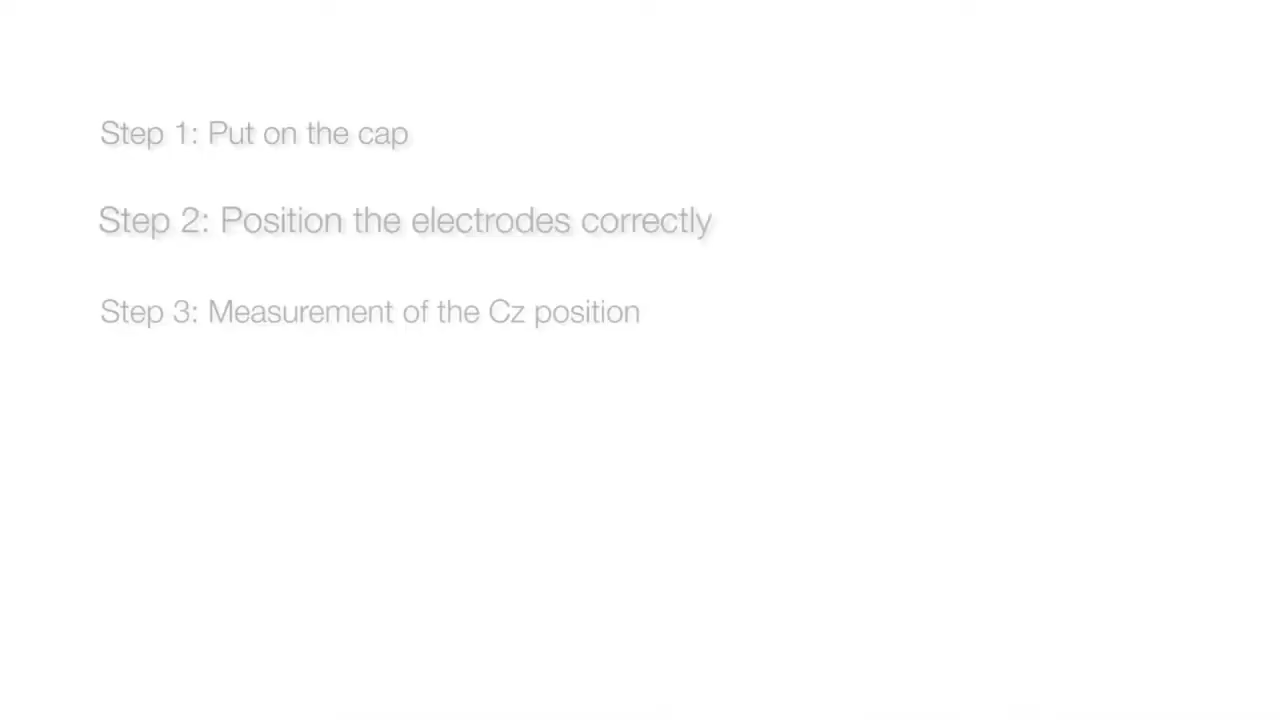 Step 1: Put on the cap
Step 2: Position the electrodes correctly
Step 3: Measurement of the Cz position